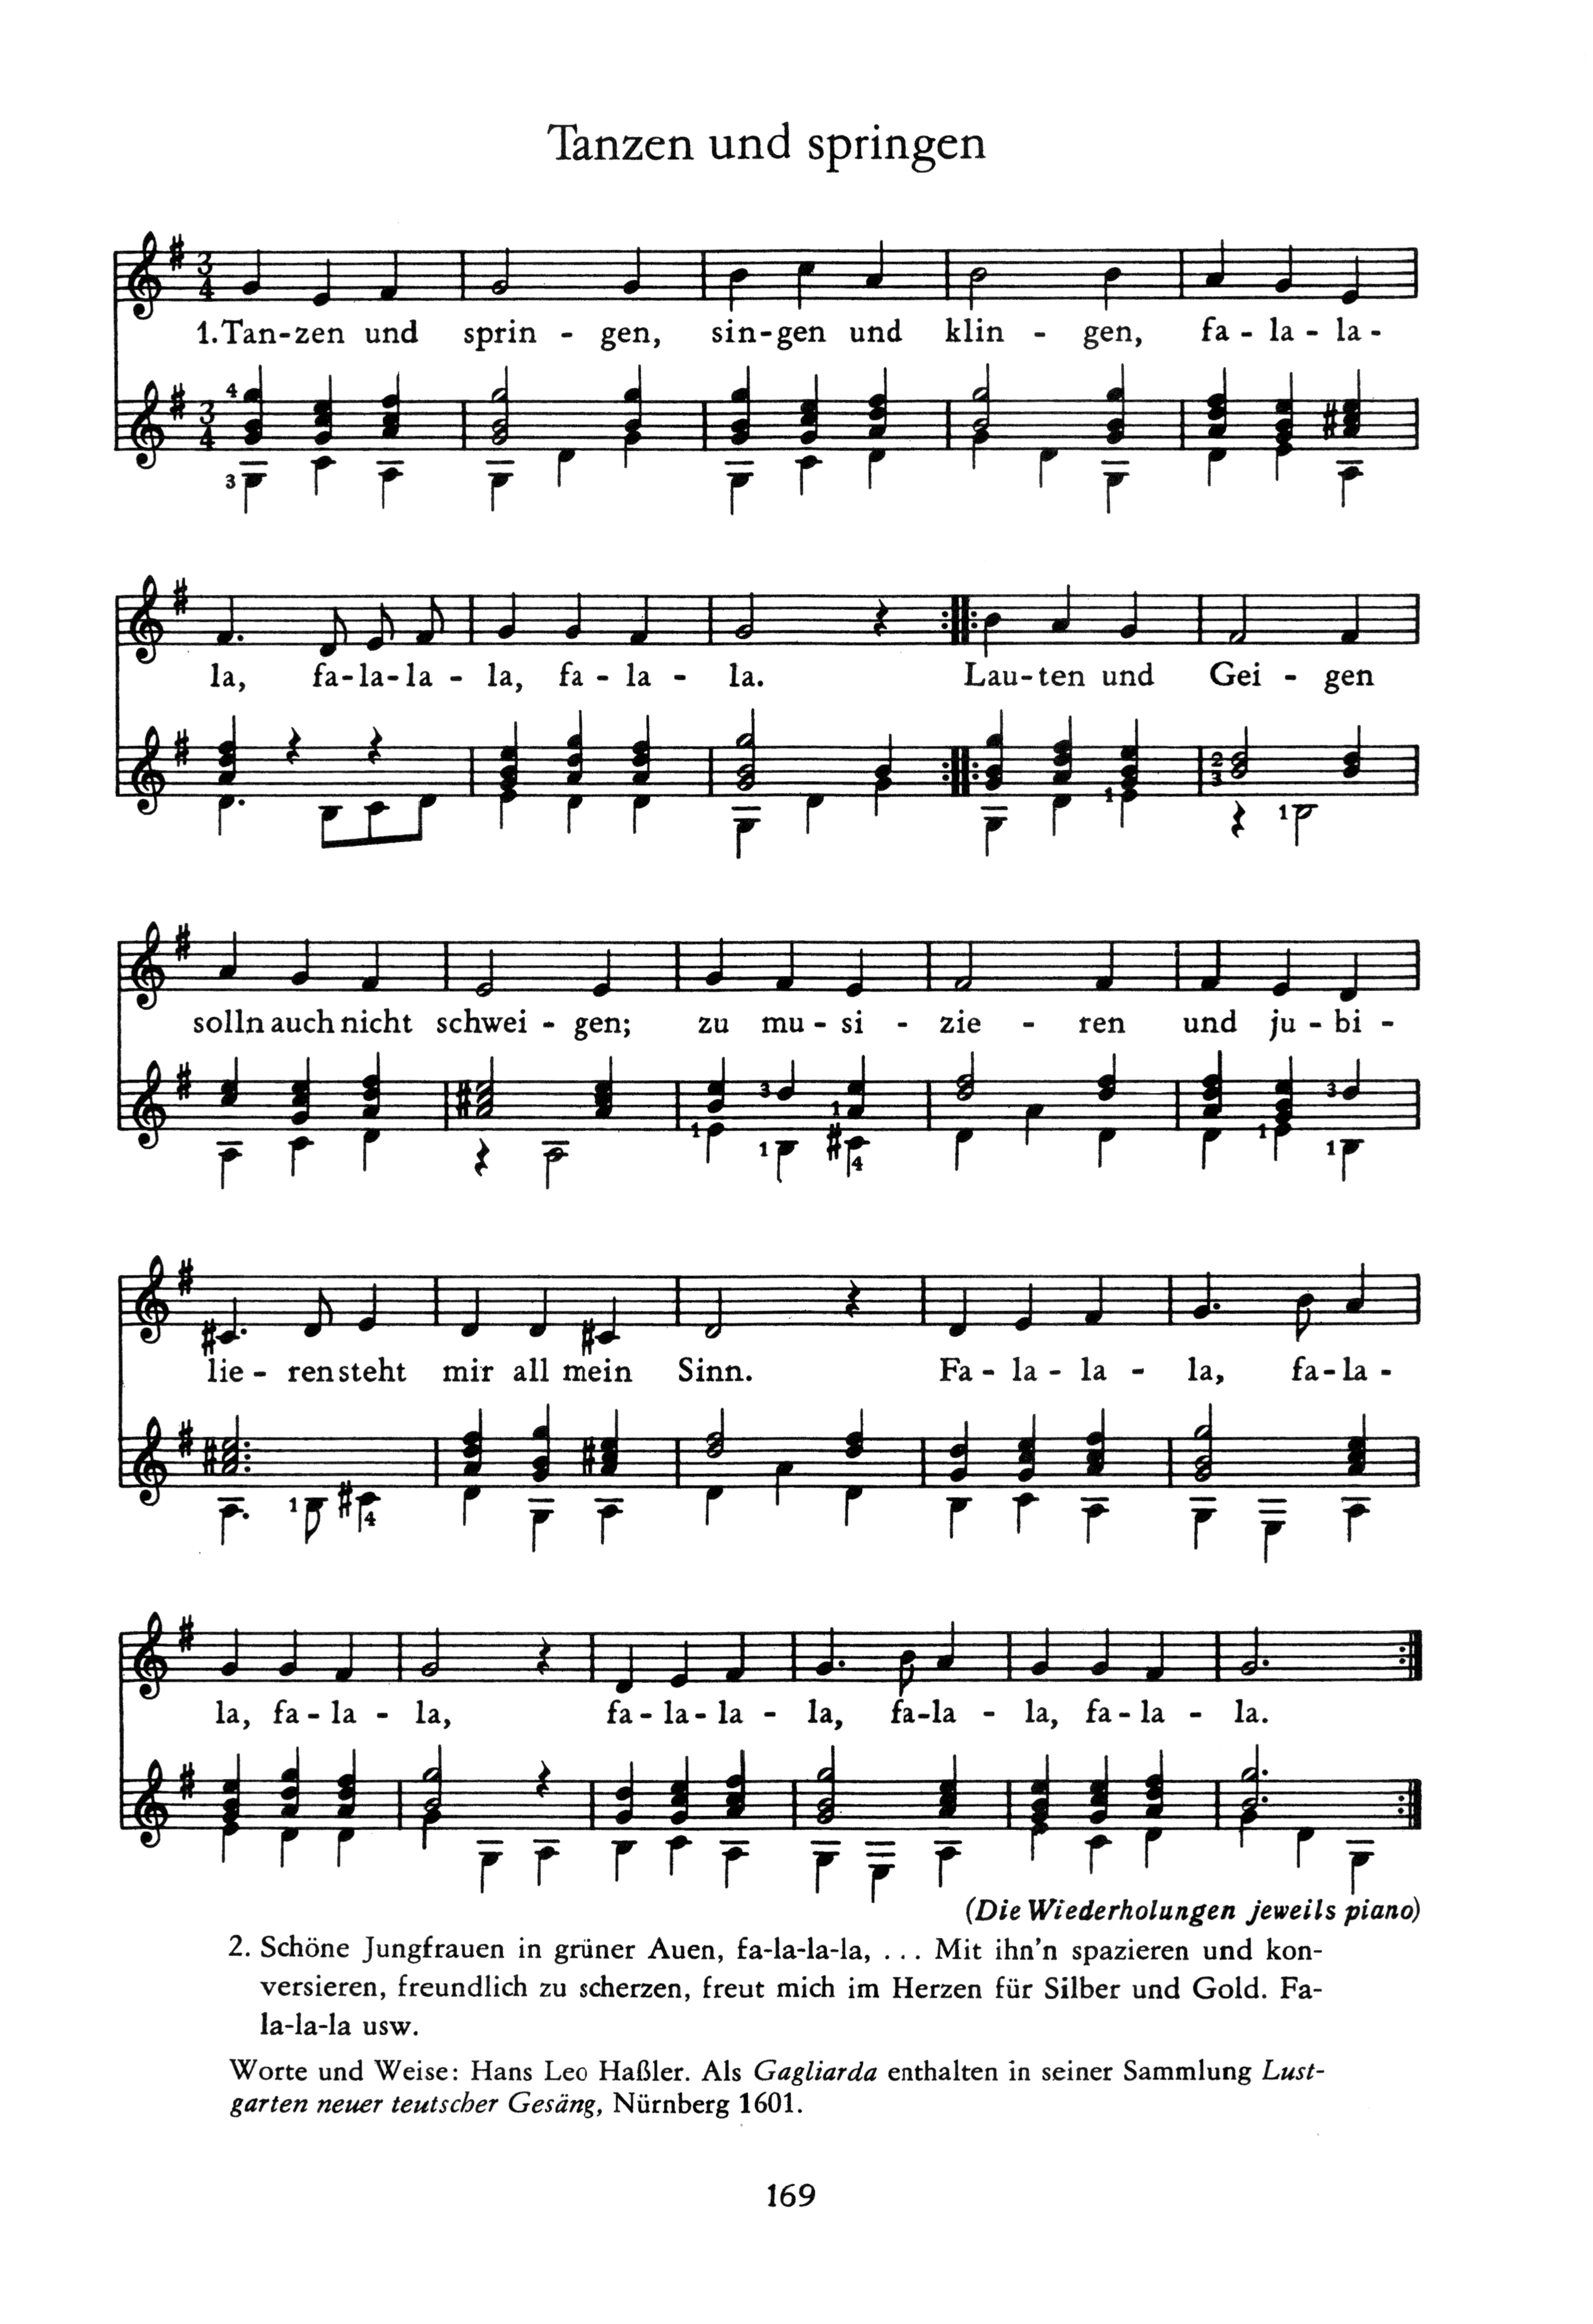 Tanzen und springen
1. Tan-zen und sprin - gen, sin-gen und klin - gen, fa - la - la-
la, fa-la-la - la, fa - la - la. Lau-ten und Gei - gen
solln auch nicht schwei - gen; zu mu - si - zie - ren und ju - bi -
lie - ren steht mir all mein Sinn. Fa - la - la - la, fa - la -
la, fa - la - la, fa - la - la - la, fa-la - la, fa - la - la.
(Die Wiederholungen jeweils piano)
2. Schöne Jungfrauen in grüner Auen, fa-la-la-la, ... Mit ihn'n spazieren und kon-
versieren, freundlich zu scherzen, freut mich im Herzen für Silber und Gold. Fa-
la-la-la usw.
Worte und Weise: Hans Leo Haßler. Als Gagliarda enthalten in seiner Sammlung Lust-
garten neuer teutscher Gesäng, Nürnberg 1601.
169